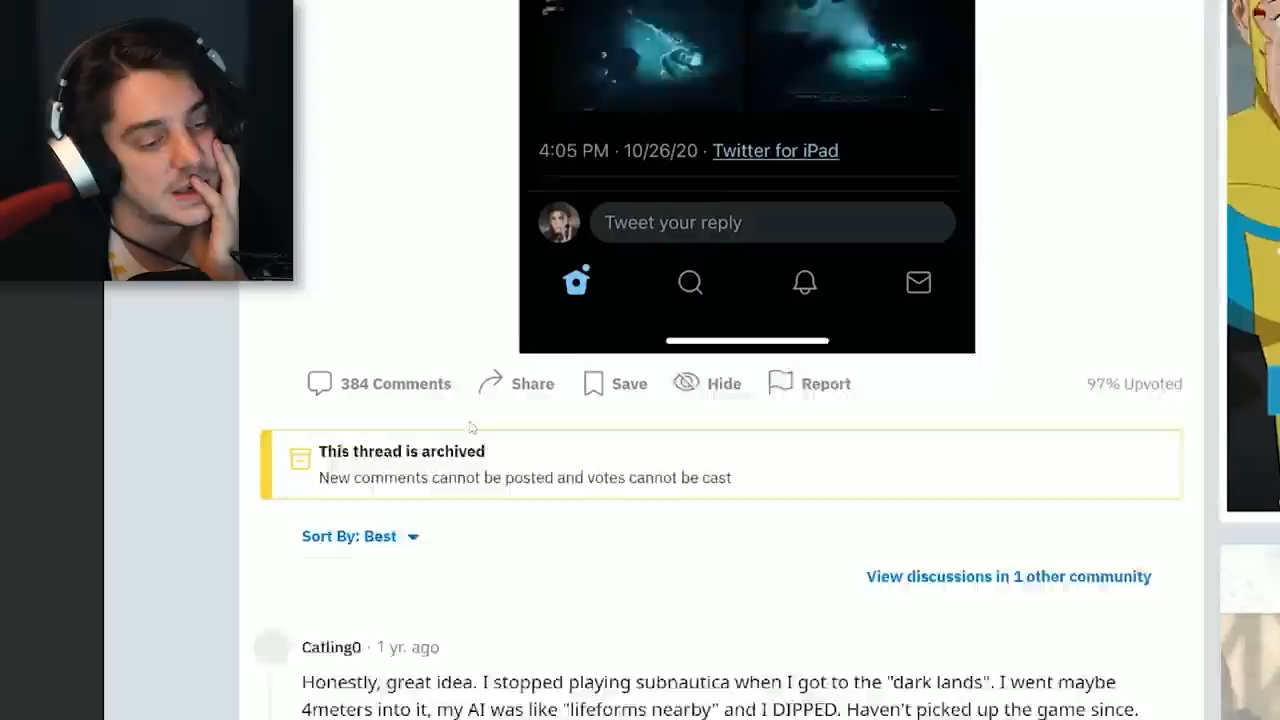 4:05 PM · 10/26/20 · Twitter for iPad
Tweet your reply
384 Comments Share Save Hide Report 97% Upvoted
This thread is archived
New comments cannot be posted and votes cannot be cast
Sort By: Best
View discussions in 1 other community
Catling0 · 1 yr. ago
Honestly, great idea. I stopped playing subnautica when I got to the "dark lands". I went maybe
4meters into it, my AI was like "lifeforms nearby" and I DIPPED. Haven't picked up the game since.